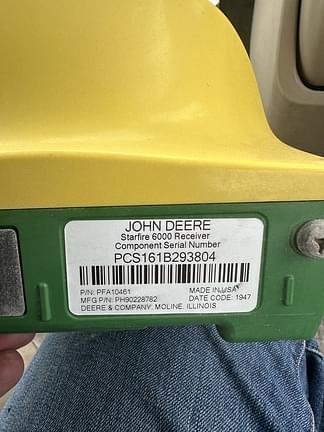 JOHN DEERE
Starfire 6000 Receiver
Component Serial Number
PCS161B293804
P/N: PFA10461 MADE IN USA
MFG P/N: PH90228782 DATE CODE: 1947
DEERE & COMPANY, MOLINE, ILLINOIS